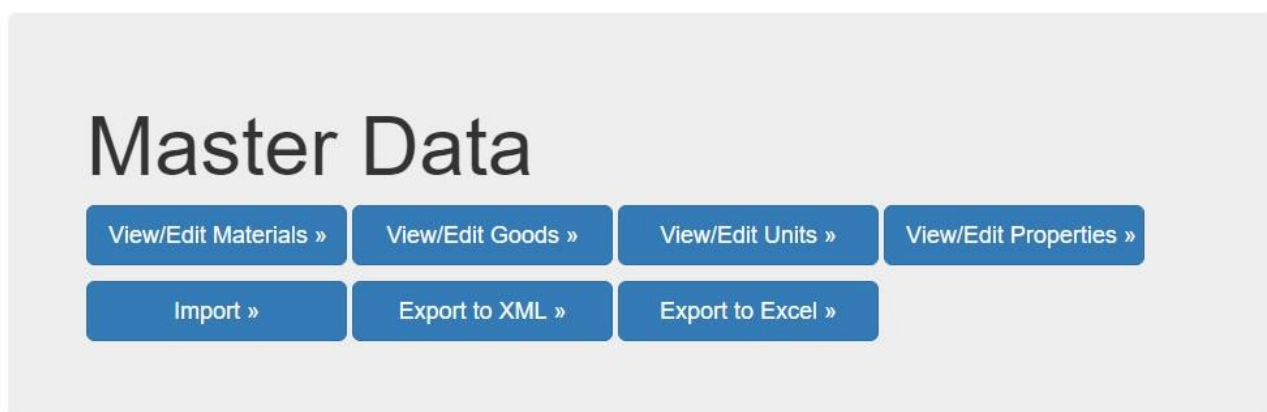 Master Data
View/Edit Materials » View/Edit Goods » View/Edit Units » View/Edit Properties »
Import » Export to XML » Export to Excel »